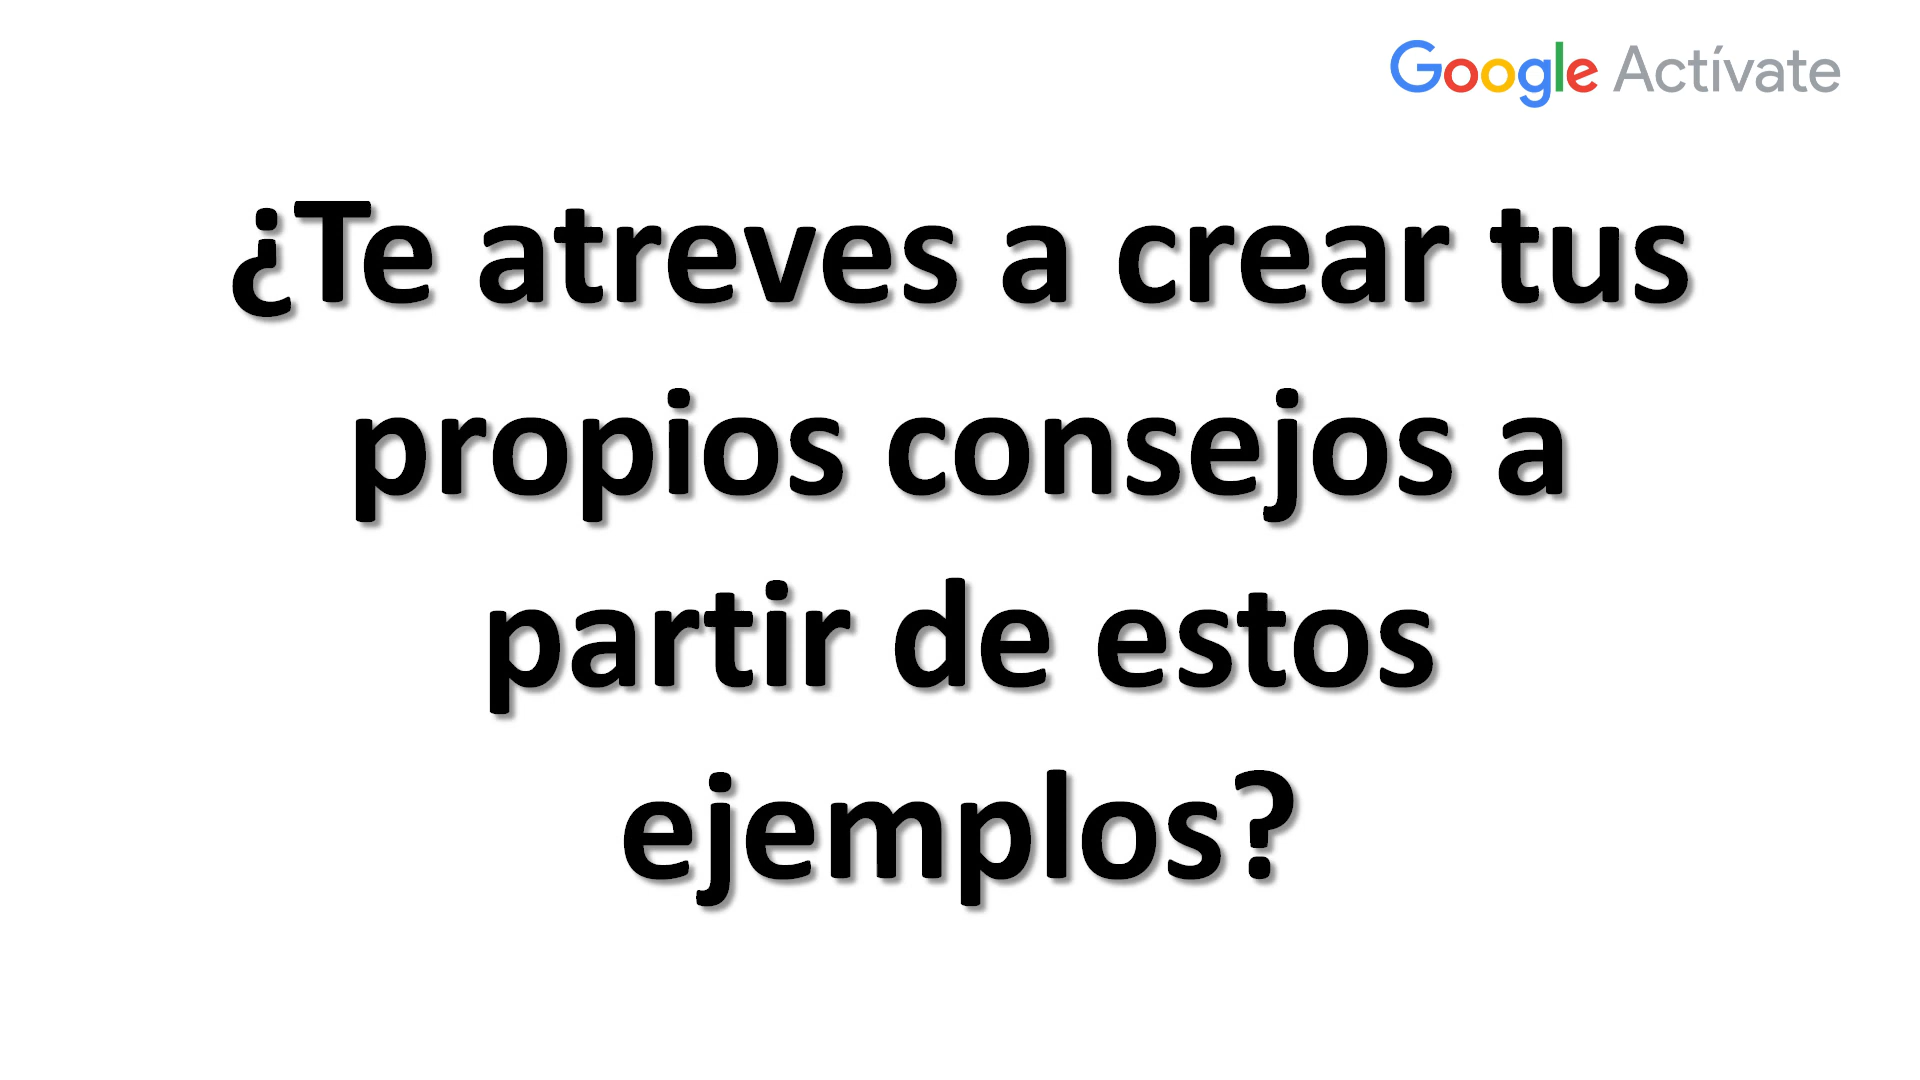 Google Actívate
¿Te atreves a crear tus
propios consejos a
partir de estos
ejemplos?